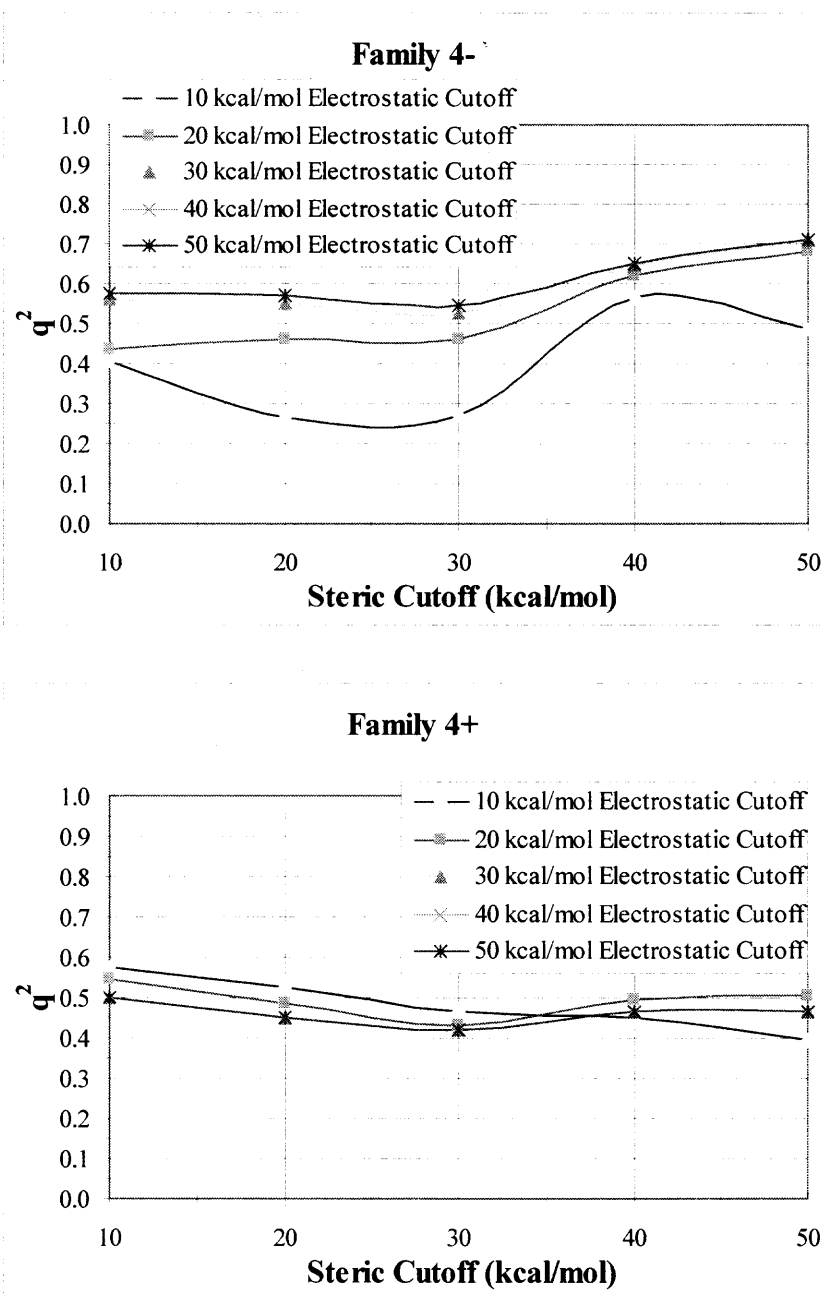 Family 4-
10 kcal/mol Electrostatic Cutoff
20 kcal/mol Electrostatic Cutoff
30 kcal/mol Electrostatic Cutoff
40 kcal/mol Electrostatic Cutoff
50 kcal/mol Electrostatic Cutoff
1.0
0.9
0.8
0.7
0.6
0.5
0.4
0.3
0.2
0.1
0.0
q²
10 20 30 40 50
Steric Cutoff (kcal/mol)
Family 4+
10 kcal/mol Electrostatic Cutoff
20 kcal/mol Electrostatic Cutoff
30 kcal/mol Electrostatic Cutoff
40 kcal/mol Electrostatic Cutoff
50 kcal/mol Electrostatic Cutoff
1.0
0.9
0.8
0.7
0.6
0.5
0.4
0.3
0.2
0.1
0.0
q²
10 20 30 40 50
Steric Cutoff (kcal/mol)